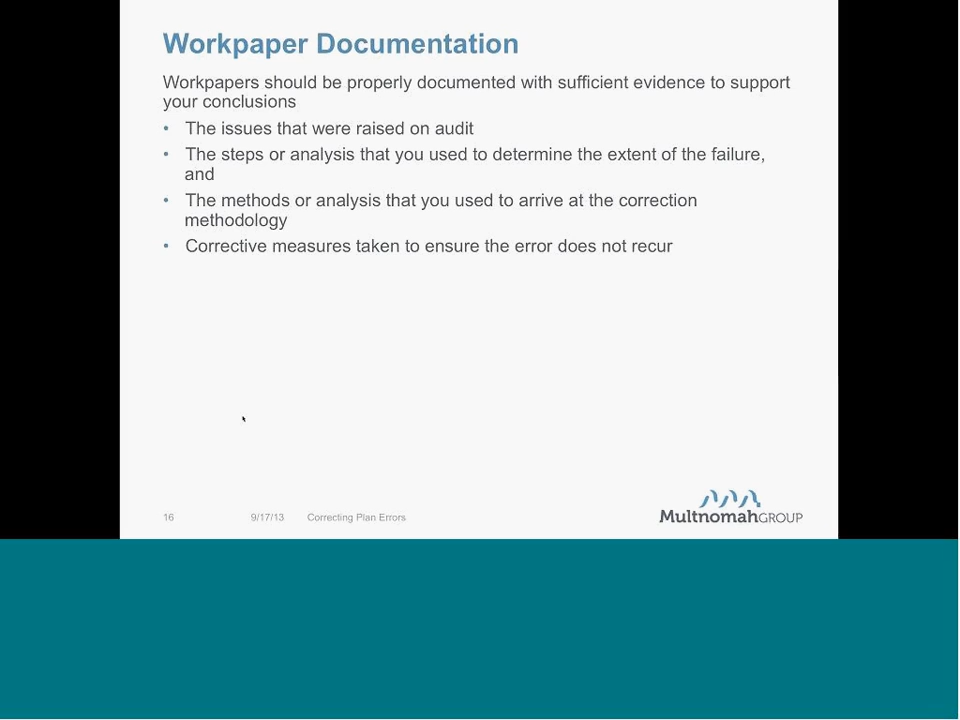 Workpaper Documentation
Workpapers should be properly documented with sufficient evidence to support
your conclusions
• The issues that were raised on audit
• The steps or analysis that you used to determine the extent of the failure,
and
• The methods or analysis that you used to arrive at the correction
methodology
• Corrective measures taken to ensure the error does not recur
16 9/17/13 Correcting Plan Errors
MultnomahGROUP